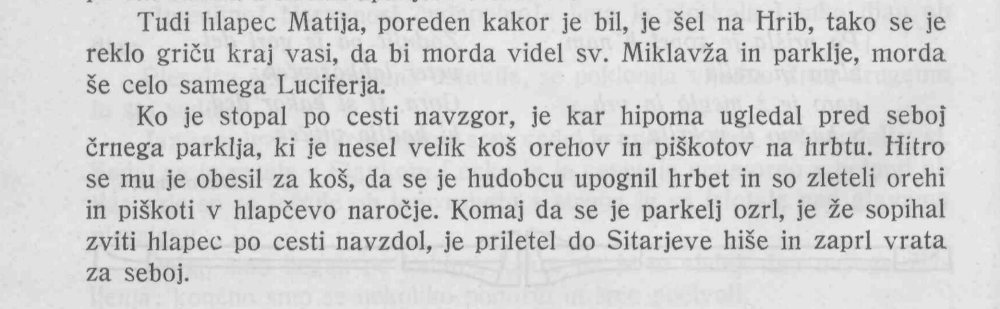 Tudi hlapec Matija, poreden kakor je bil, je šel na Hrib, tako se je
reklo griču kraj vasi, da bi morda videl sv. Miklavža in parklje, morda
še celo samega Luciferja.
Ko je stopal po cesti navzgor, je kar hipoma ugledal pred seboj
črnega parklja, ki je nesel velik koš orehov in piškotov na hrbtu. Hitro
se mu je obesil za koš, da se je hudobcu upognil hrbet in so zleteli orehi
in piškoti v hlapčevo naročje. Komaj da se je parkelj ozrl, je že sopihal
zviti hlapec po cesti navzdol, je priletel do Sitarjeve hiše in zaprl vrata
za seboj.